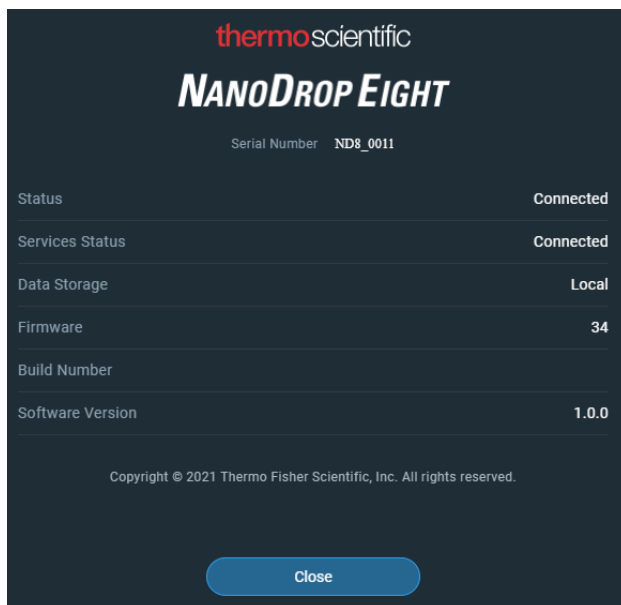 thermoscientific
NANODROP EIGHT
Serial Number ND8_0011
Status Connected
Services Status Connected
Data Storage Local
Firmware 34
Build Number
Software Version 1.0.0
Copyright © 2021 Thermo Fisher Scientific, Inc. All rights reserved.
Close